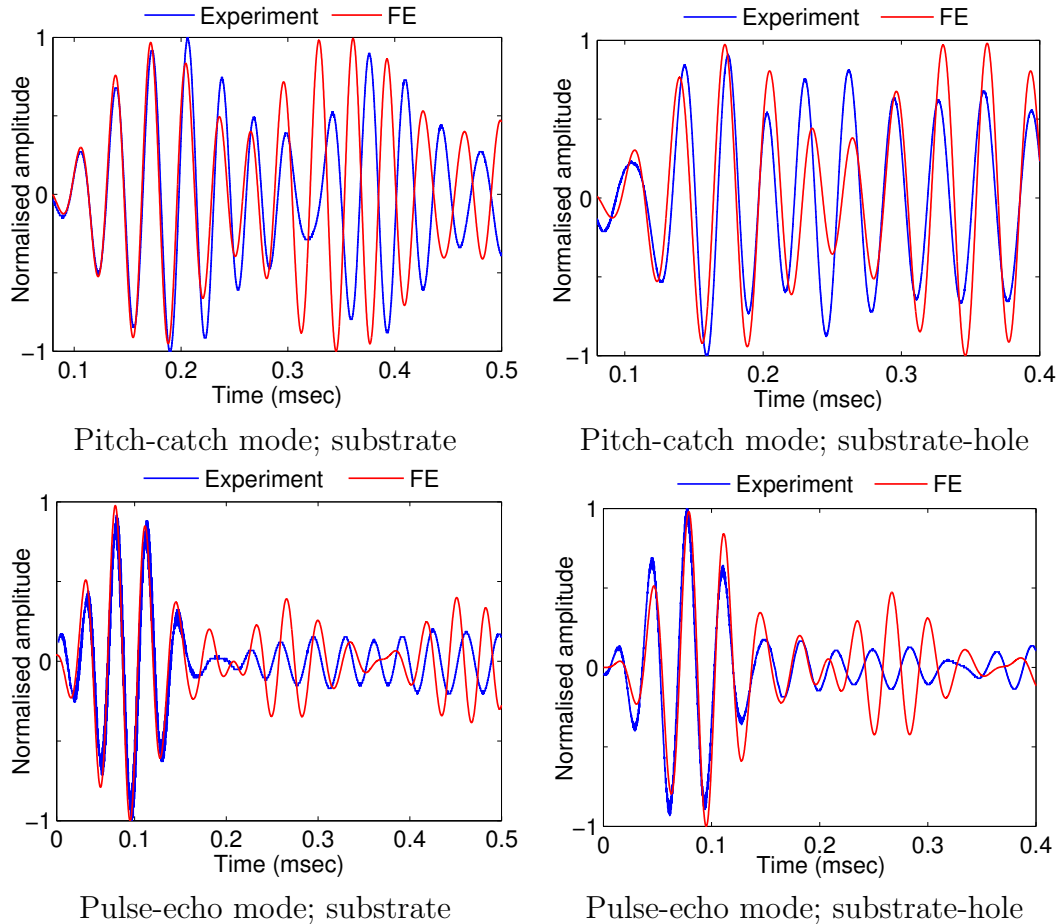 Experiment FE
Normalised amplitude
1
0
−1
0.1 0.2 0.3 0.4 0.5
Time (msec)
Pitch-catch mode; substrate
Experiment FE
Normalised amplitude
1
0
−1
0.1 0.2 0.3 0.4
Time (msec)
Pitch-catch mode; substrate-hole
Experiment FE
Normalised amplitude
1
0
−1
0 0.1 0.2 0.3 0.4 0.5
Time (msec)
Pulse-echo mode; substrate
Experiment FE
Normalised amplitude
1
0
−1
0 0.1 0.2 0.3 0.4
Time (msec)
Pulse-echo mode; substrate-hole